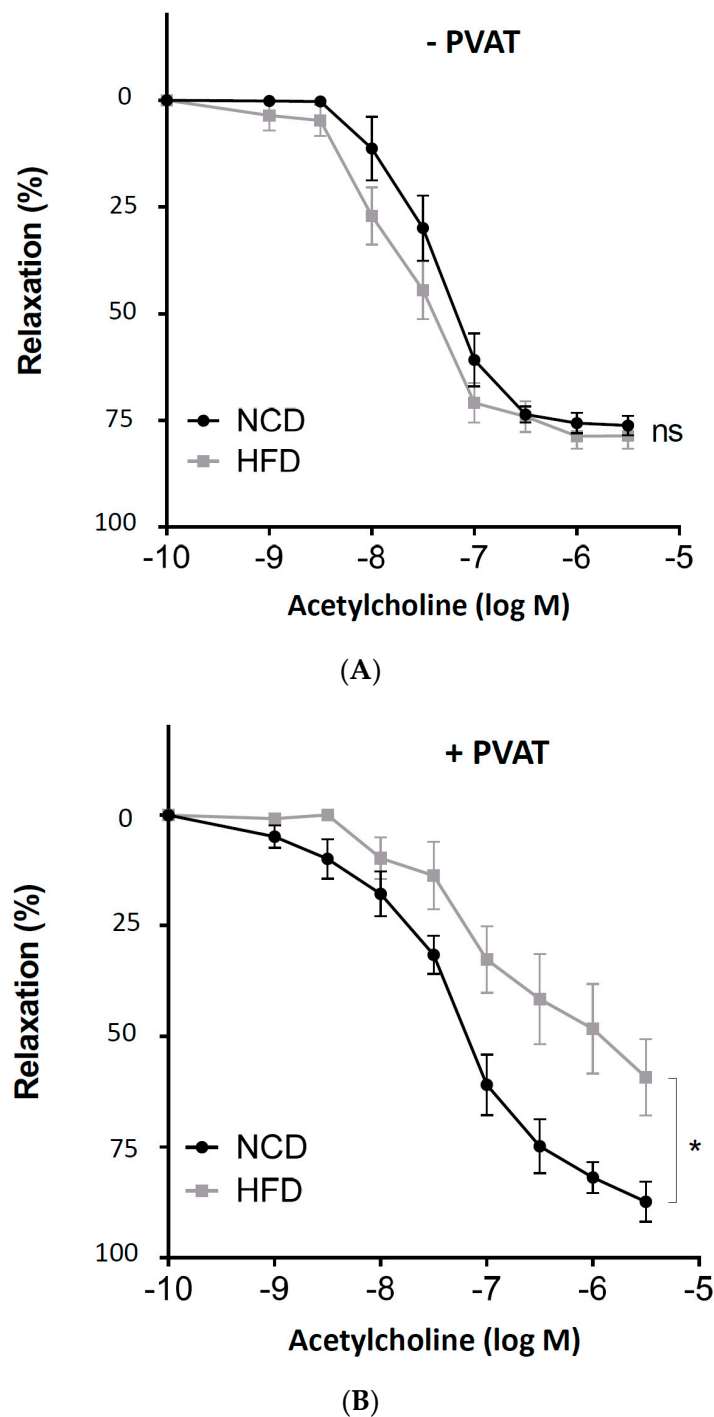 - PVAT
0
25
50
75
100
Relaxation (%)
NCD
HFD
ns
-10 -9 -8 -7 -6 -5
Acetylcholine (log M)
(A)
+ PVAT
0
25
50
75
100
Relaxation (%)
NCD
HFD
*
-10 -9 -8 -7 -6 -5
Acetylcholine (log M)
(B)